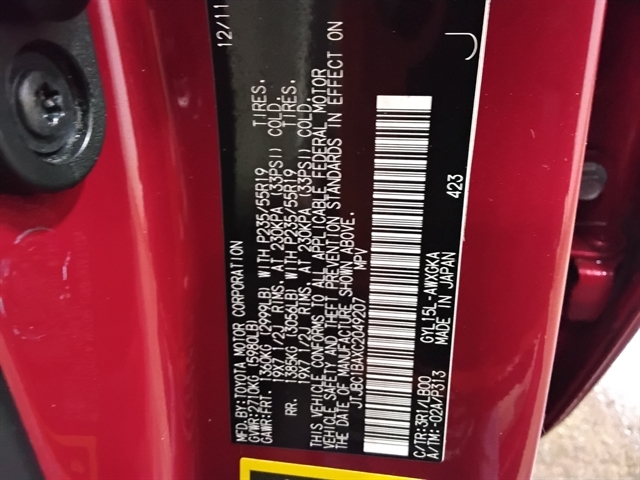 MFD.BY:TOYOTA MOTOR CORPORATION 12/11
GVWR:2710KG (5980LB)
GAWR:FRT. 1360KG(2999LB) WITH P235/55R19 TIRES,
19X7 1/2J RIMS, AT 230KPA (33PSI) COLD.
RR. 1385KG (3066LB) WITH P235/55R19 TIRES,
19X7 1/2J RIMS, AT 230KPA (33PSI) COLD.
THIS VEHICLE CONFORMS TO ALL APPLICABLE FEDERAL MOTOR
VEHICLE SAFETY AND THEFT PREVENTION STANDARDS IN EFFECT ON
THE DATE OF MANUFACTURE SHOWN ABOVE.
JTJBC1BAXC2049207 MPV
C/TR:3R1/LB00 GYL15L-AWXGKA 423
A/TM:-02A/P313 MADE IN JAPAN
J